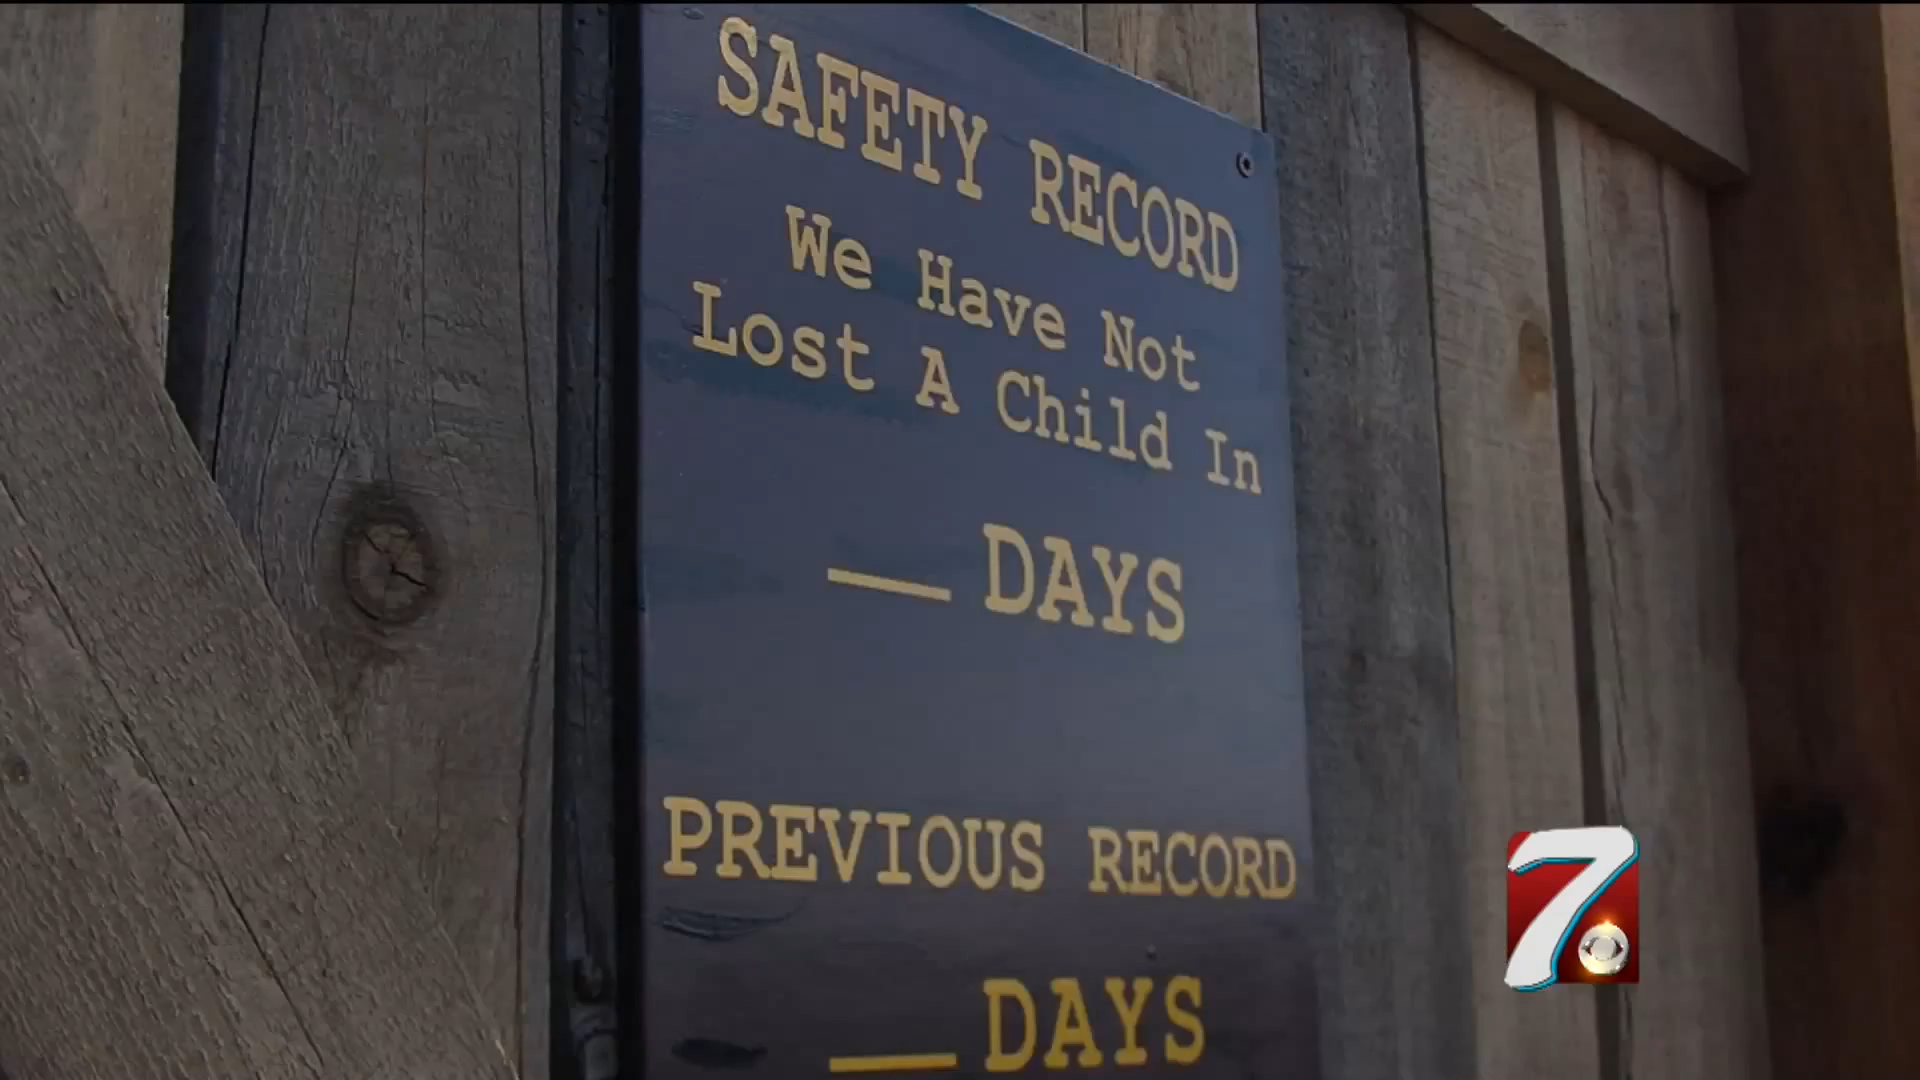 SAFETY RECORD
We Have Not
Lost A Child In
__ DAYS
PREVIOUS RECORD
__ DAYS
7